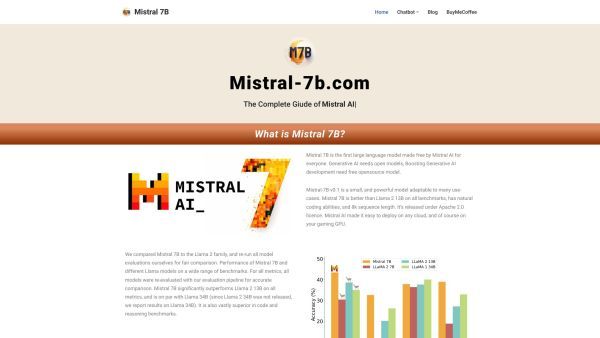 Mistral 7B
Home Chatbot Blog BuyMeCoffee
M7B
Mistral-7b.com
The Complete Giude of Mistral AI|
What is Mistral 7B?
MISTRAL
AI_
Mistral 7B is the first large language model made free by Mistral AI for
everyone. Generative AI needs open models, Boosting Generative AI
development need free opensource model.
Mistral-7B-v0.1 is a small, and powerful model adaptable to many use-
cases. Mistral 7B is better than Llama 2 13B on all benchmarks, has natural
coding abilities, and 8k sequence length. It's released under Apache 2.0
licence. Mistral AI made it easy to deploy on any cloud, and of course on
your gaming GPU.
We compared Mistral 7B to the Llama 2 family, and re-run all model
evaluations ourselves for fair comparison. Performance of Mistral 7B and
different Llama models on a wide range of benchmarks. For all metrics, all
models were re-evaluated with our evaluation pipeline for accurate
comparison. Mistral 7B significantly outperforms Llama 2 13B on all
metrics, and is on par with Llama 34B (since Llama 2 34B was not released,
we report results on Llama 34B). It is also vastly superior in code and
reasoning benchmarks.
Mistral 7B LLaMA 2 13B
LLaMA 2 7B LLaMA 1 34B
Accuracy (%)
50
40
30
20